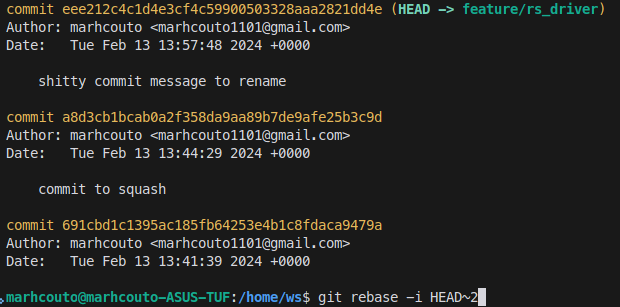 commit eee212c4c1d4e3cf4c59900503328aaa2821dd4e (HEAD -> feature/rs_driver)
Author: marhcouto <marhcouto1101@gmail.com>
Date:   Tue Feb 13 13:57:48 2024 +0000
shitty commit message to rename
commit a8d3cb1bcab0a2f358da9aa89b7de9afe25b3c9d
Author: marhcouto <marhcouto1101@gmail.com>
Date:   Tue Feb 13 13:44:29 2024 +0000
commit to squash
commit 691cbd1c1395ac185fb64253e4b1c8fdaca9479a
Author: marhcouto <marhcouto1101@gmail.com>
Date:   Tue Feb 13 13:41:39 2024 +0000
marhcouto@marhcouto-ASUS-TUF:/home/ws$ git rebase -i HEAD~2